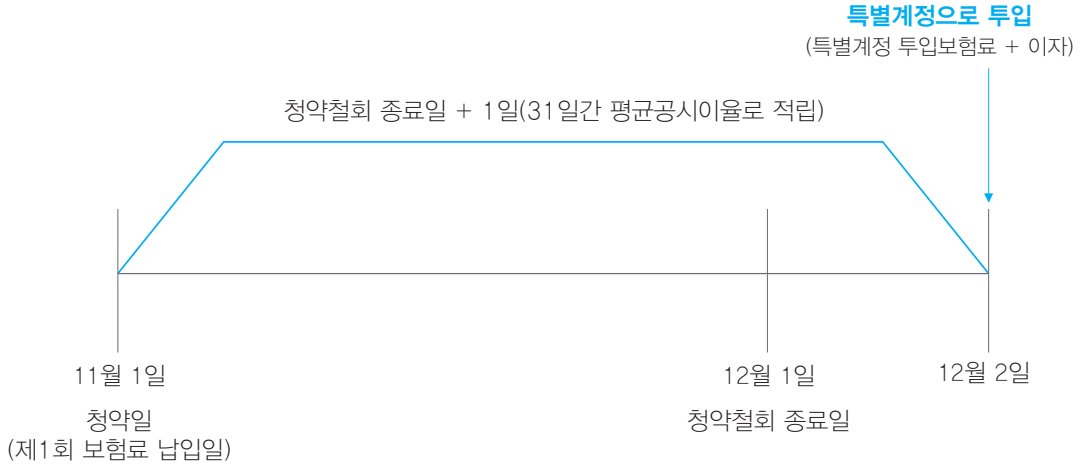 특별계정으로 투입
(특별계정 투입보험료 + 이자)
청약철회 종료일 + 1일(31일간 평균공시이율로 적립)
11월 1일
12월 1일
12월 2일
청약일
(제1회 보험료 납입일)
청약철회 종료일